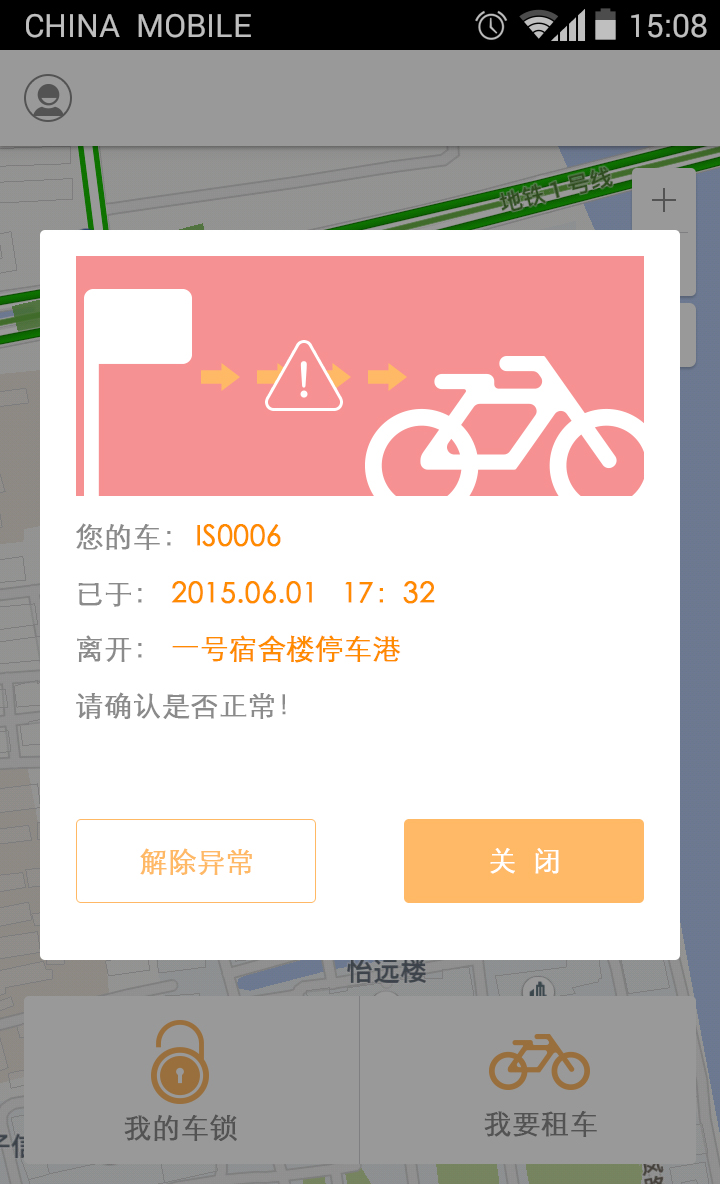 CHINA MOBILE 15:08
地铁1号线
您的车： IS0006
已于： 2015.06.01 17：32
离开： 一号宿舍楼停车港
请确认是否正常！
解除异常
关 闭
怡远楼
我的车锁
我要租车
子信